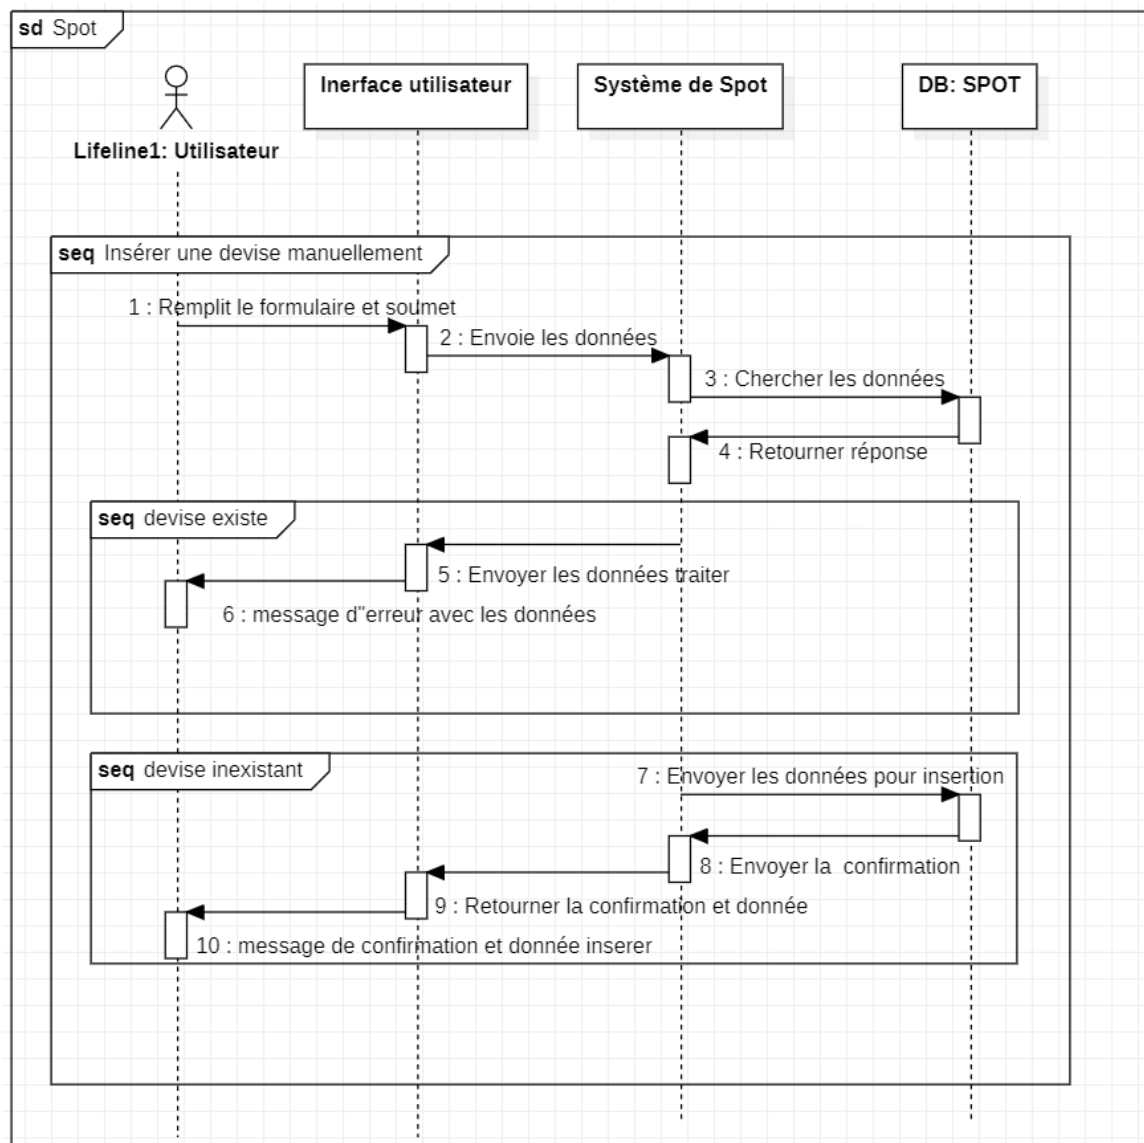 sd Spot
Inerface utilisateur
Système de Spot
DB: SPOT
Lifeline1: Utilisateur
seq Insérer une devise manuellement
1 : Remplit le formulaire et soumet
2 : Envoie les données
3 : Chercher les données
4 : Retourner réponse
seq devise existe
5 : Envoyer les données traiter
6 : message d"erreur avec les données
seq devise inexistant
7 : Envoyer les données pour insertion
8 : Envoyer la  confirmation
9 : Retourner la confirmation et donnée
10 : message de confirmation et donnée inserer